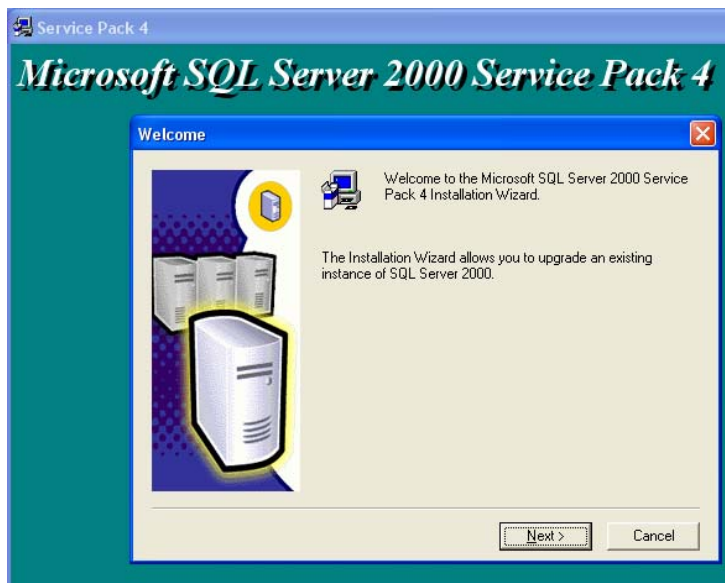 Service Pack 4
Microsoft SQL Server 2000 Service Pack 4
Welcome
Welcome to the Microsoft SQL Server 2000 Service
Pack 4 Installation Wizard.
The Installation Wizard allows you to upgrade an existing
instance of SQL Server 2000.
Next >
Cancel